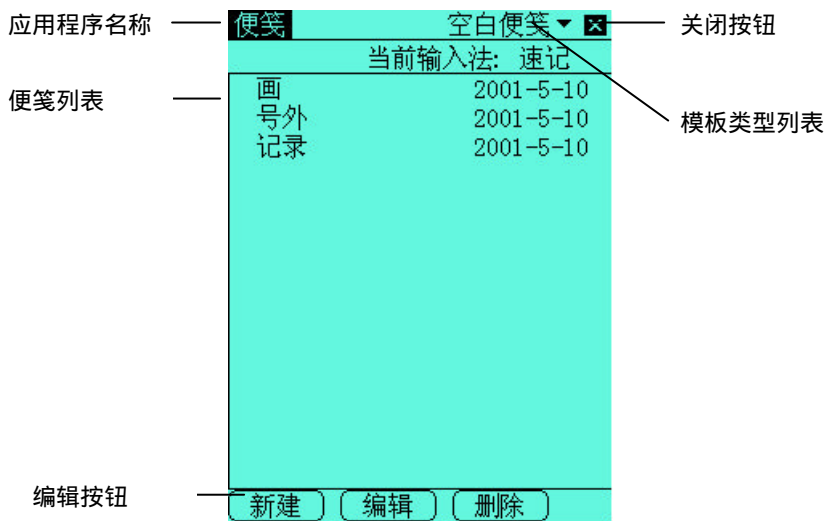 应用程序名称
便笺 空白便笺
关闭按钮
当前输入法: 速记
便笺列表
画 2001-5-10
号外 2001-5-10
模板类型列表
记录 2001-5-10
编辑按钮
新建 编辑 删除